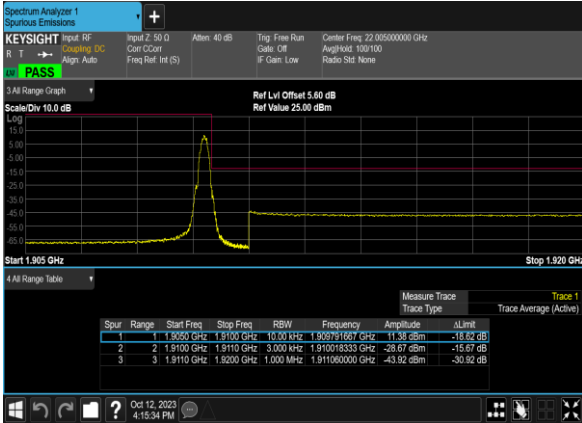 Spectrum Analyzer 1
Spurious Emissions
+
KEYSIGHT Input: RF Input Z: 50 Ω Atten: 40 dB Trig: Free Run Center Freq: 22.005000000 GHz
R T Coupling: DC Corr CCorr Gate: Off Avg|Hold: 100/100
Align: Auto Freq Ref: Int (S) IF Gain: Low Radio Std: None
PASS
3 All Range Graph
Ref Lvl Offset 5.60 dB
Scale/Div 10.0 dB Ref Value 25.00 dBm
Log
15.0
5.00
-5.00
-15.0
-25.0
-35.0
-45.0
-55.0
-65.0
Start 1.905 GHz Stop 1.920 GHz
4 All Range Table
Measure Trace Trace 1
Trace Type Trace Average (Active)
Spur Range Start Freq Stop Freq RBW Frequency Amplitude ΔLimit
1 1 1.9050 GHz 1.9100 GHz 10.00 kHz 1.909791667 GHz 11.38 dBm -18.62 dB
2 2 1.9100 GHz 1.9110 GHz 3.000 kHz 1.910018333 GHz -28.67 dBm -15.67 dB
3 3 1.9110 GHz 1.9200 GHz 1.000 MHz 1.911060000 GHz -43.92 dBm -30.92 dB
? Oct 12, 2023
4:15:34 PM